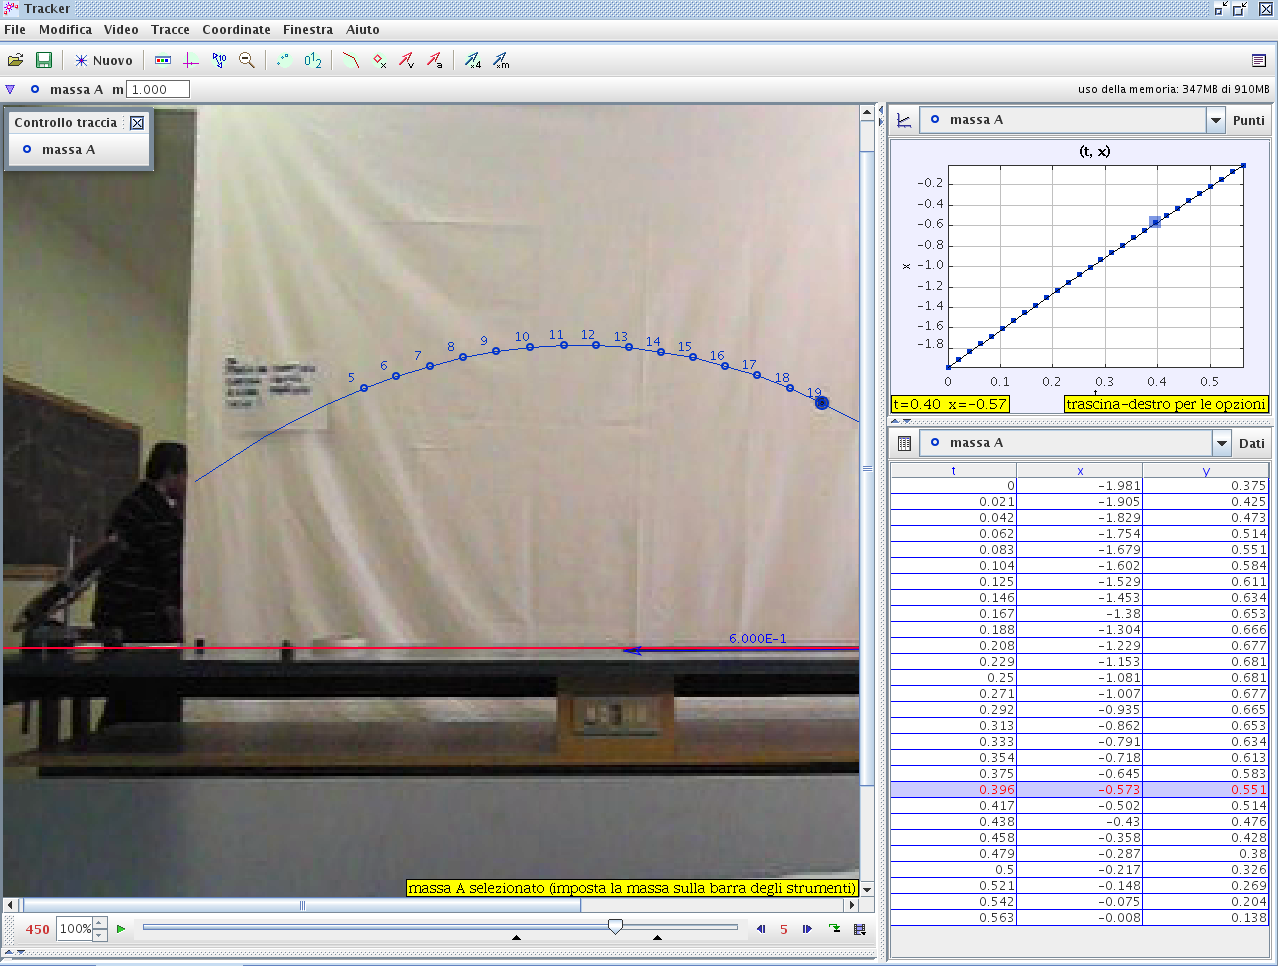 Tracker
File Modifica Video Tracce Coordinate Finestra Aiuto
Nuovo
massa A m 1.000
uso della memoria: 347MB di 910MB
Controllo traccia
massa A
5 6 7 8 9 10 11 12 13 14 15 16 17 18 19
6.000E-1
massa A selezionato (imposta la massa sulla barra degli strumenti)
450 100% 5
massa A Punti
(t, x)
x
-0.2
-0.4
-0.6
-0.8
-1.0
-1.2
-1.4
-1.6
-1.8
0 0.1 0.2 0.3 0.4 0.5
t
t=0.40 x=-0.57
trascina-destro per le opzioni
massa A Dati
t x y
0 -1.981 0.375
0.021 -1.905 0.425
0.042 -1.829 0.473
0.062 -1.754 0.514
0.083 -1.679 0.551
0.104 -1.602 0.584
0.125 -1.529 0.611
0.146 -1.453 0.634
0.167 -1.38 0.653
0.188 -1.304 0.666
0.208 -1.229 0.677
0.229 -1.153 0.681
0.25 -1.081 0.681
0.271 -1.007 0.677
0.292 -0.935 0.665
0.313 -0.862 0.653
0.333 -0.791 0.634
0.354 -0.718 0.613
0.375 -0.645 0.583
0.396 -0.573 0.551
0.417 -0.502 0.514
0.438 -0.43 0.476
0.458 -0.358 0.428
0.479 -0.287 0.38
0.5 -0.217 0.326
0.521 -0.148 0.269
0.542 -0.075 0.204
0.563 -0.008 0.138